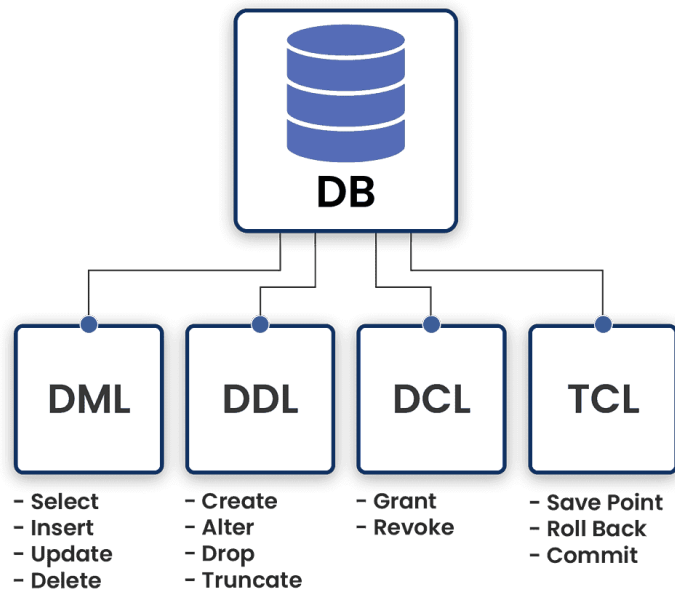 DB
DML
DDL
DCL
TCL
- Select
- Insert
- Update
- Delete
- Create
- Alter
- Drop
- Truncate
- Grant
- Revoke
- Save Point
- Roll Back
- Commit